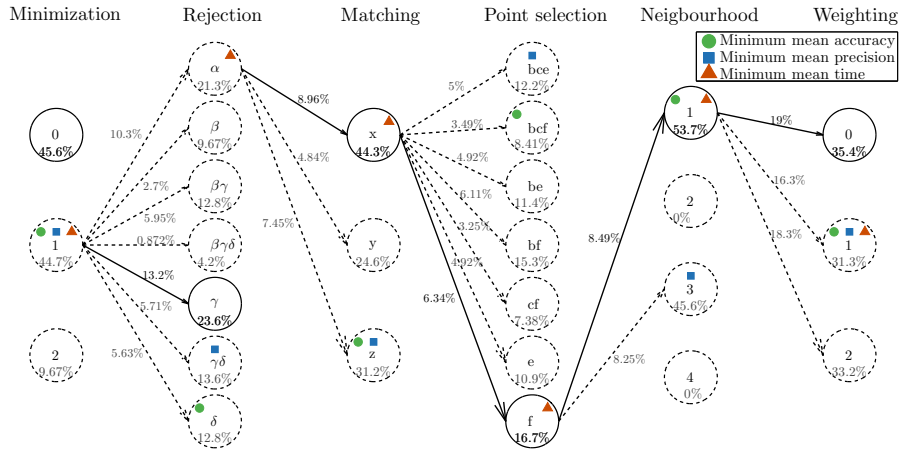 Minimization
Rejection
Matching
Point selection
Neigbourhood
Weighting
Minimum mean accuracy
Minimum mean precision
Minimum mean time
0
45.6%
1
44.7%
2
9.67%
10.3%
2.7%
5.95%
0.872%
13.2%
5.71%
5.63%
α
21.3%
β
9.67%
βγ
12.8%
βγδ
4.2%
γ
23.6%
γδ
13.6%
δ
12.8%
8.96%
4.84%
7.45%
x
44.3%
y
24.6%
z
31.2%
5%
3.49%
4.92%
6.11%
3.25%
4.92%
6.34%
bce
12.2%
bcf
8.41%
be
11.4%
bf
15.3%
cf
7.38%
e
10.9%
f
16.7%
8.49%
8.25%
1
53.7%
2
0%
3
45.6%
4
0%
19%
16.3%
18.3%
0
35.4%
1
31.3%
2
33.2%